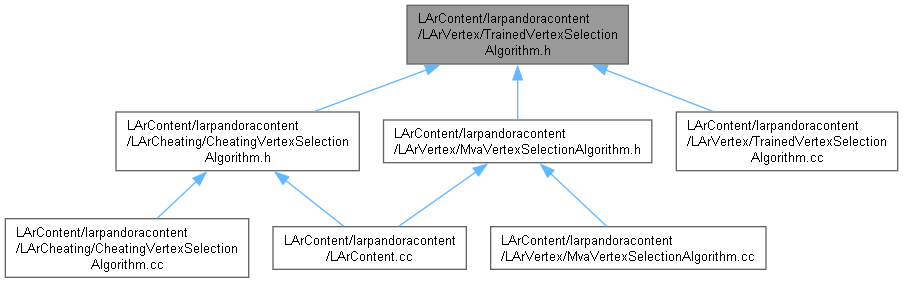 LArContent/larpandoracontent
/LArVertex/TrainedVertexSelection
Algorithm.h
LArContent/larpandoracontent
/LArCheating/CheatingVertexSelection
Algorithm.h
LArContent/larpandoracontent
/LArVertex/MvaVertexSelectionAlgorithm.h
LArContent/larpandoracontent
/LArVertex/TrainedVertexSelection
Algorithm.cc
LArContent/larpandoracontent
/LArCheating/CheatingVertexSelection
Algorithm.cc
LArContent/larpandoracontent
/LArContent.cc
LArContent/larpandoracontent
/LArVertex/MvaVertexSelectionAlgorithm.cc